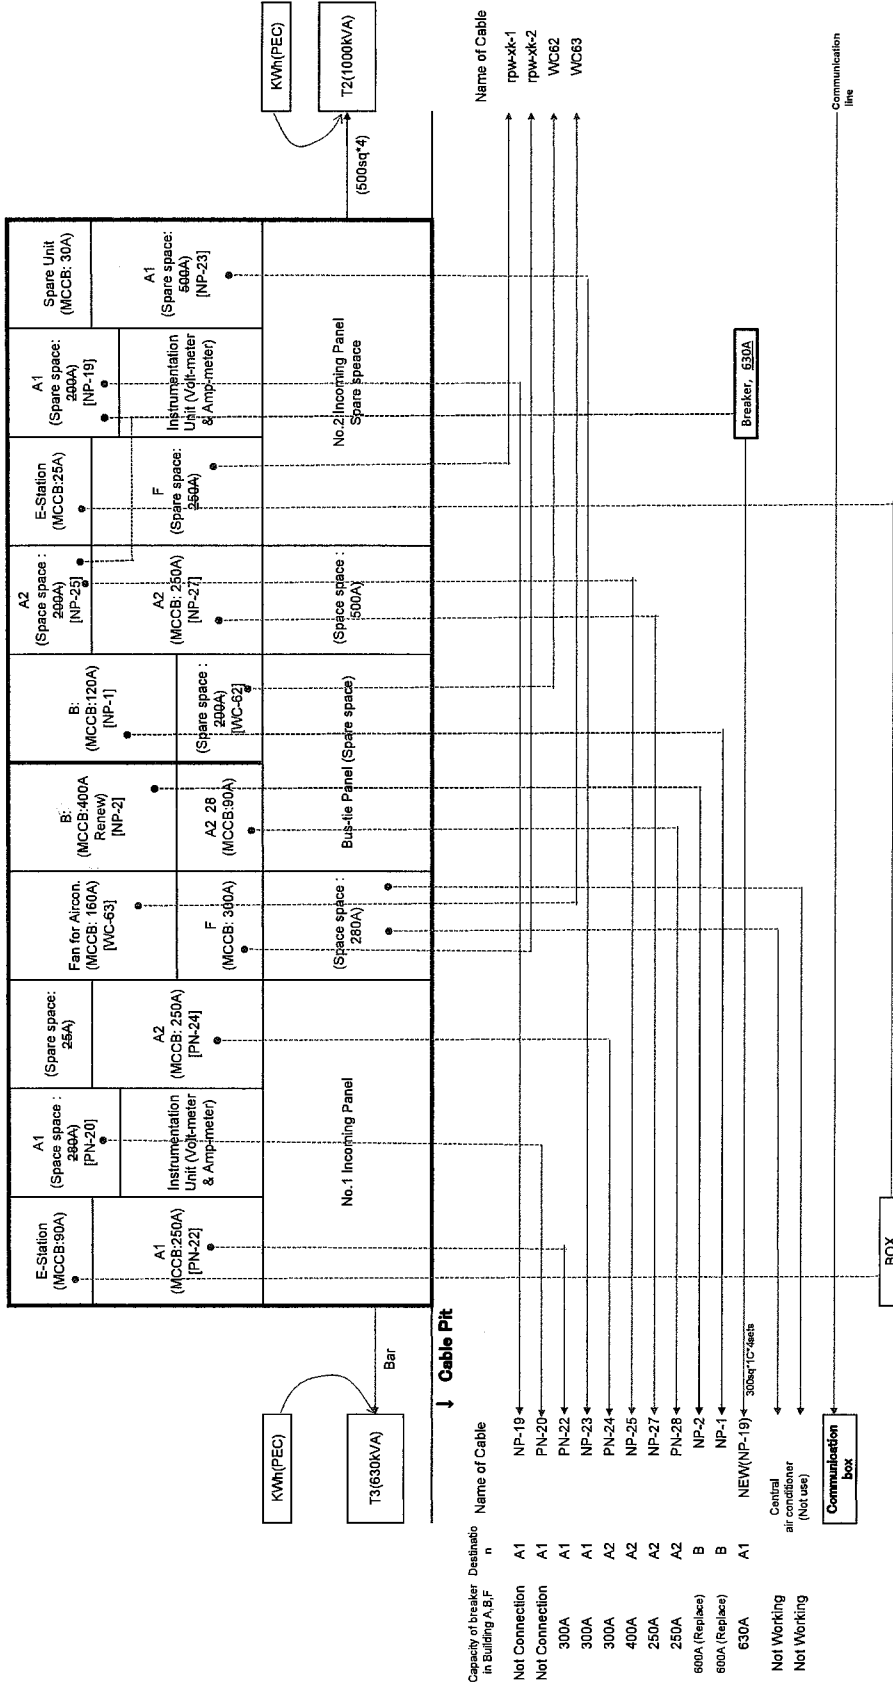 KWh(PEC)
T3(630kVA)
Bar
↓ Cable Pit
E-Station
(MCCB:90A)
A1
(MCCB:250A)
[PN-22]
A1
(Space space :
280A)
[PN-20]
Instrumentation
Unit (Volt-meter
& Amp-meter)
No.1 Incoming Panel
(Spare space:
25A)
A2
(MCCB: 250A)
[PN-24]
Fan for Aircon.
(MCCB: 160A)
[WC-63]
F
(MCCB: 300A)
(Space space :
280A)
B:
(MCCB:400A
Renew)
[NP-2]
A2 28
(MCCB:90A)
Bus-tie Panel (Spare space)
B:
(MCCB:120A)
[NP-1]
(Spare space :
200A)
[WC-62]
A2
(Space space :
200A)
[NP-25]
A2
(MCCB: 250A)
[NP-27]
(Space space :
500A)
E-Station
(MCCB:25A)
F
(Spare space:
250A)
A1
(Spare space:
200A)
[NP-19]
Instrumentation
Unit (Volt-meter
& Amp-meter)
No.2 Incoming Panel
Spare speace
Spare Unit
(MCCB: 30A)
A1
(Spare space:
500A)
[NP-23]
KWh(PEC)
T2(1000kVA)
(500sq*4)
Capacity of breaker
in Building A,B,F
Destinatio
n
Name of Cable
Name of Cable
Not Connection A1 NP-19
rpw-xk-1
Not Connection A1 PN-20
rpw-xk-2
300A A1 PN-22
WC62
300A A1 NP-23
WC63
300A A2 PN-24
400A A2 NP-25
250A A2 NP-27
250A A2 PN-28
600A (Replace) B NP-2
600A (Replace) B NP-1
630A A1 NEW(NP-19)
300sq*1C*4sets
Breaker, 630A
Not Working
Not Working
Central
air conditioner
(Not use)
Communication
box
Communication
line
BOX